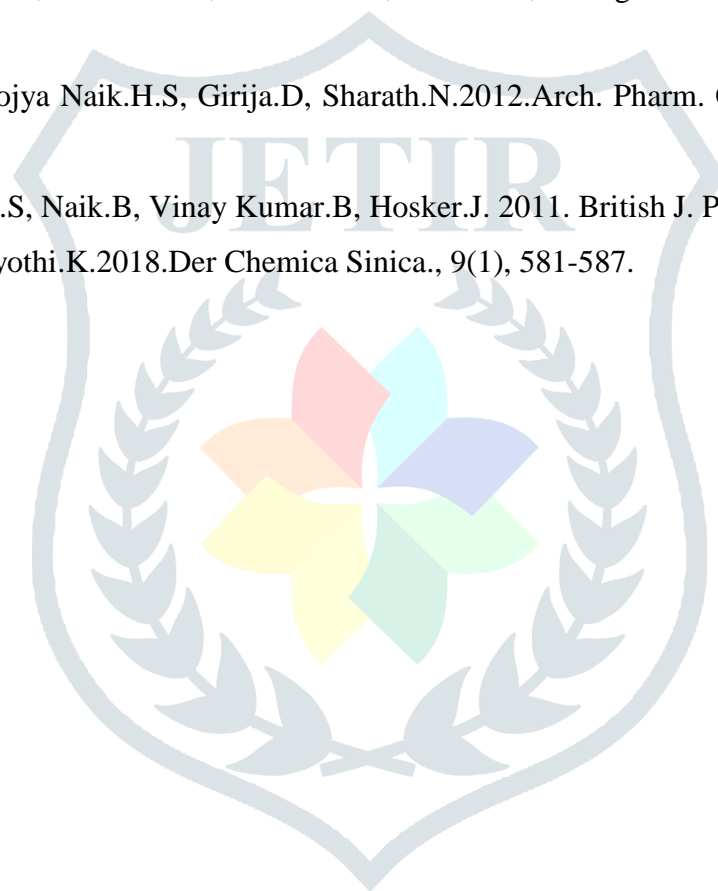 ojya Naik.H.S, Girija.D, Sharath.N.2012.Arch. Pharm.
JETIR
.S, Naik.B, Vinay Kumar.B, Hosker.J. 2011. British J. P
yothi.K.2018.Der Chemica Sinica., 9(1), 581-587.